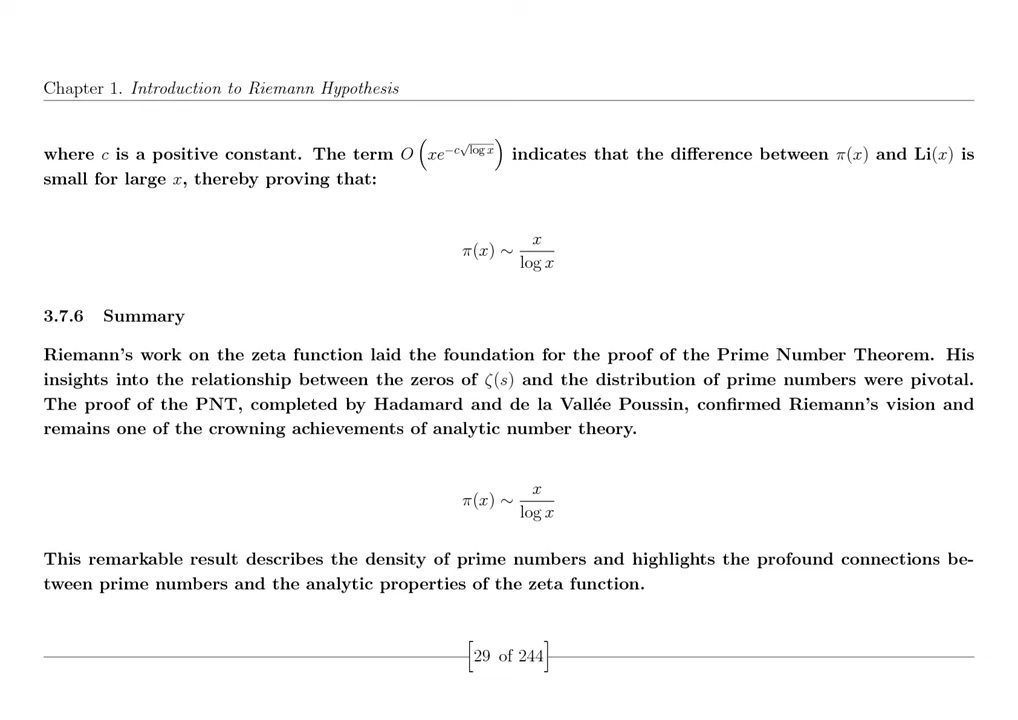 Chapter 1. Introduction to Riemann Hypothesis
where c is a positive constant. The term O(xe^{-c√log x}) indicates that the difference between π(x) and Li(x) is
small for large x, thereby proving that:
π(x) ∼ x / log x
3.7.6 Summary
Riemann's work on the zeta function laid the foundation for the proof of the Prime Number Theorem. His
insights into the relationship between the zeros of ζ(s) and the distribution of prime numbers were pivotal.
The proof of the PNT, completed by Hadamard and de la Vallée Poussin, confirmed Riemann's vision and
remains one of the crowning achievements of analytic number theory.
π(x) ∼ x / log x
This remarkable result describes the density of prime numbers and highlights the profound connections be-
tween prime numbers and the analytic properties of the zeta function.
[29 of 244]